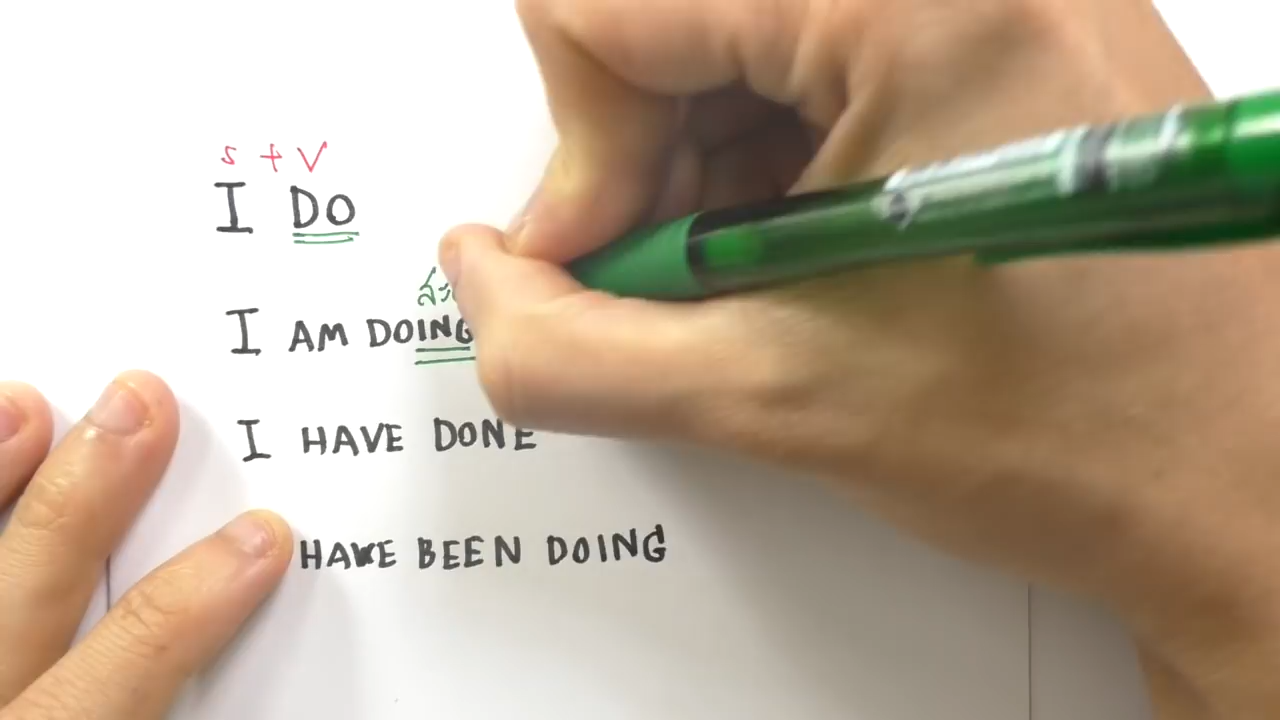 S + V
I DO
I AM DOING
I HAVE DONE
HAVE BEEN DOING